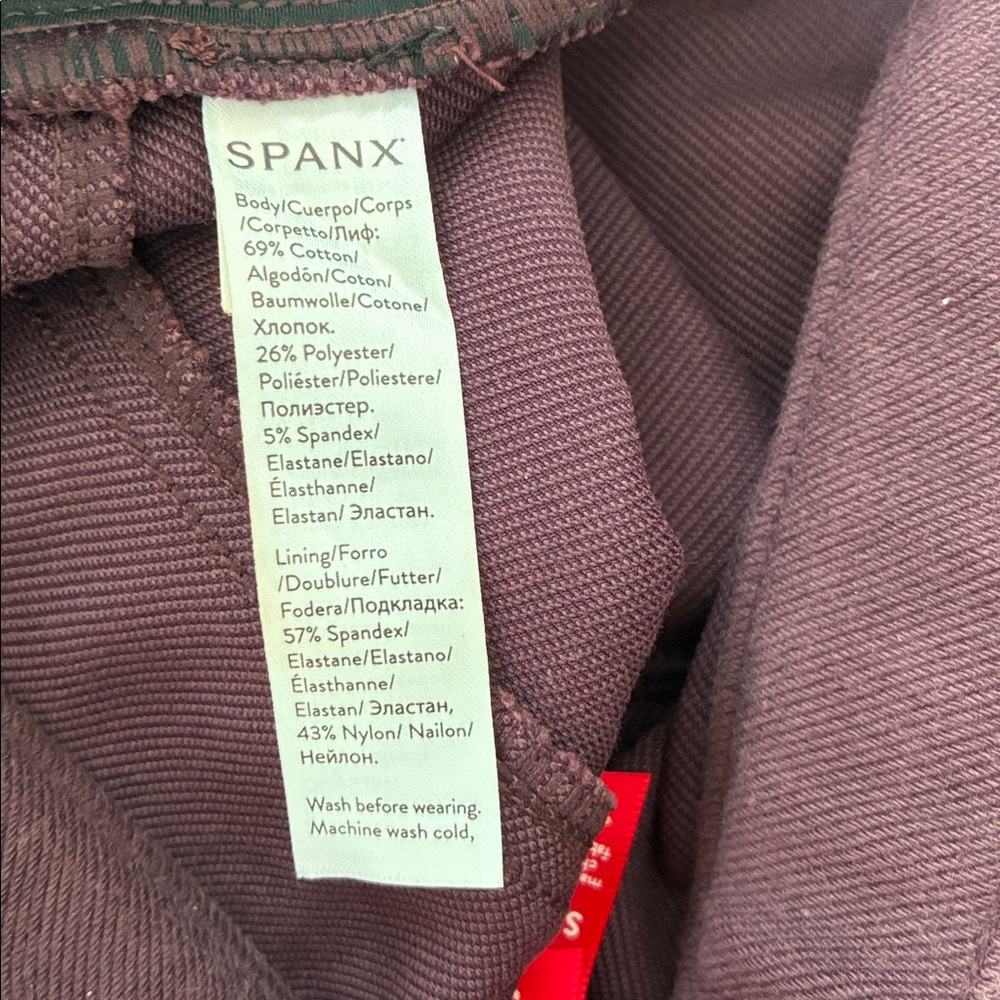 SPANX
Body/Cuerpo/Corps
/Corpetto/Лиф:
69% Cotton/
Algodón/Coton/
Baumwolle/Cotone/
Хлопок.
26% Polyester/
Poliéster/Poliestere/
Полиэстер.
5% Spandex/
Elastane/Elastano/
Élasthanne/
Elastan/ Эластан.
Lining/Forro
/Doublure/Futter/
Fodera/Подкладка:
57% Spandex/
Elastane/Elastano/
Élasthanne/
Elastan/ Эластан,
43% Nylon/ Nailon/
Нейлон.
Wash before wearing.
Machine wash cold,
S